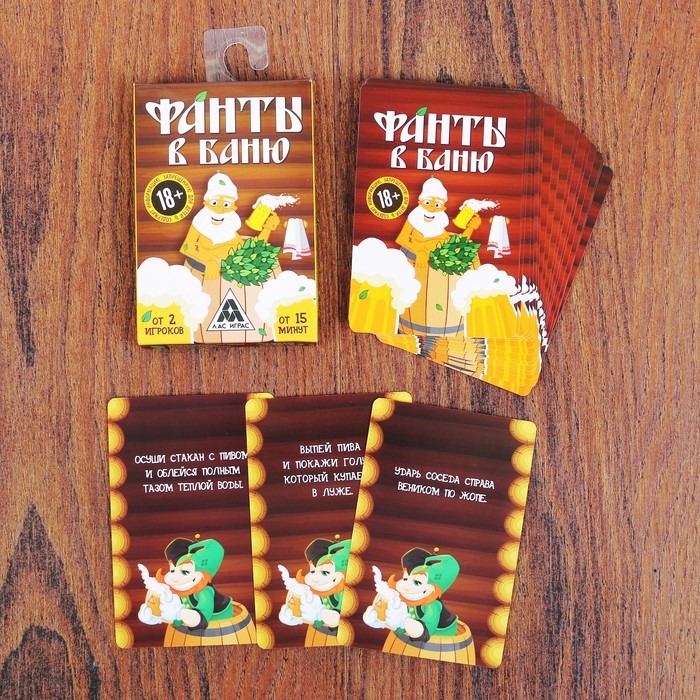 ФАНТЫ
В БАНЮ
18+
ОТ 2
ИГРОКОВ
ЛАС ИГРАС
ОТ 15
МИНУТ
ФАНТЫ
В БАНЮ
18+
ОСУШИ СТАКАН С ПИВОМ
И ОБЛЕЙСЯ ПОЛНЫМ
ТАЗОМ ТЕПЛОЙ ВОДЫ.
ВЫПЕЙ ПИВА
И ПОКАЖИ
КОТОРЫЙ
В ЛУЖЕ.
УДАРЬ СОСЕДА СПРАВА
ВЕНИКОМ ПО ЖОПЕ.